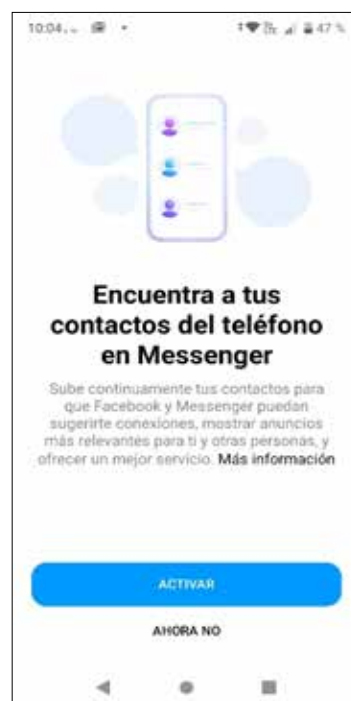 10:04
47 %
Encuentra a tus
contactos del teléfono
en Messenger
Sube continuamente tus contactos para
que Facebook y Messenger puedan
sugerirte conexiones, mostrar anuncios
más relevantes para ti y otras personas, y
ofrecer un mejor servicio. Más información
ACTIVAR
AHORA NO